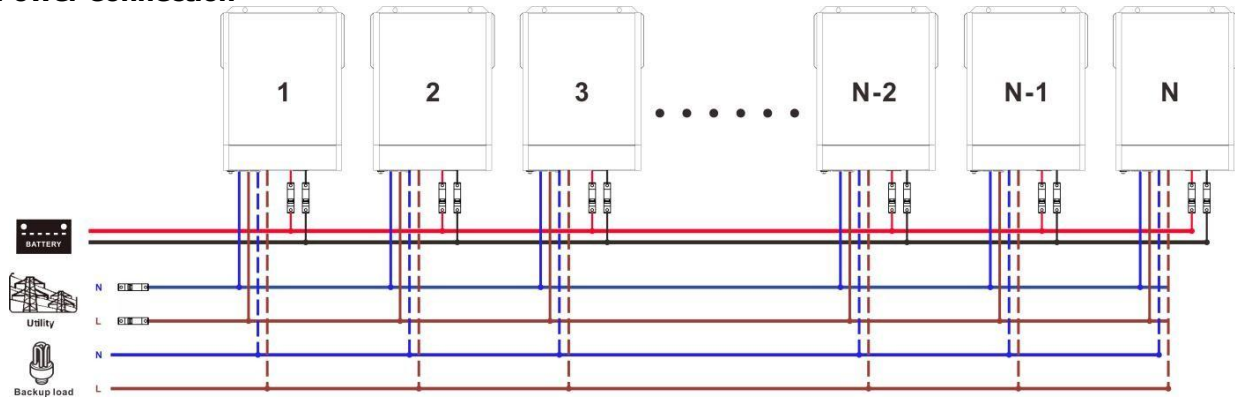 Power Connection
1 2 3 N-2 N-1 N
BATTERY
N
Utility L
N
Backup load L